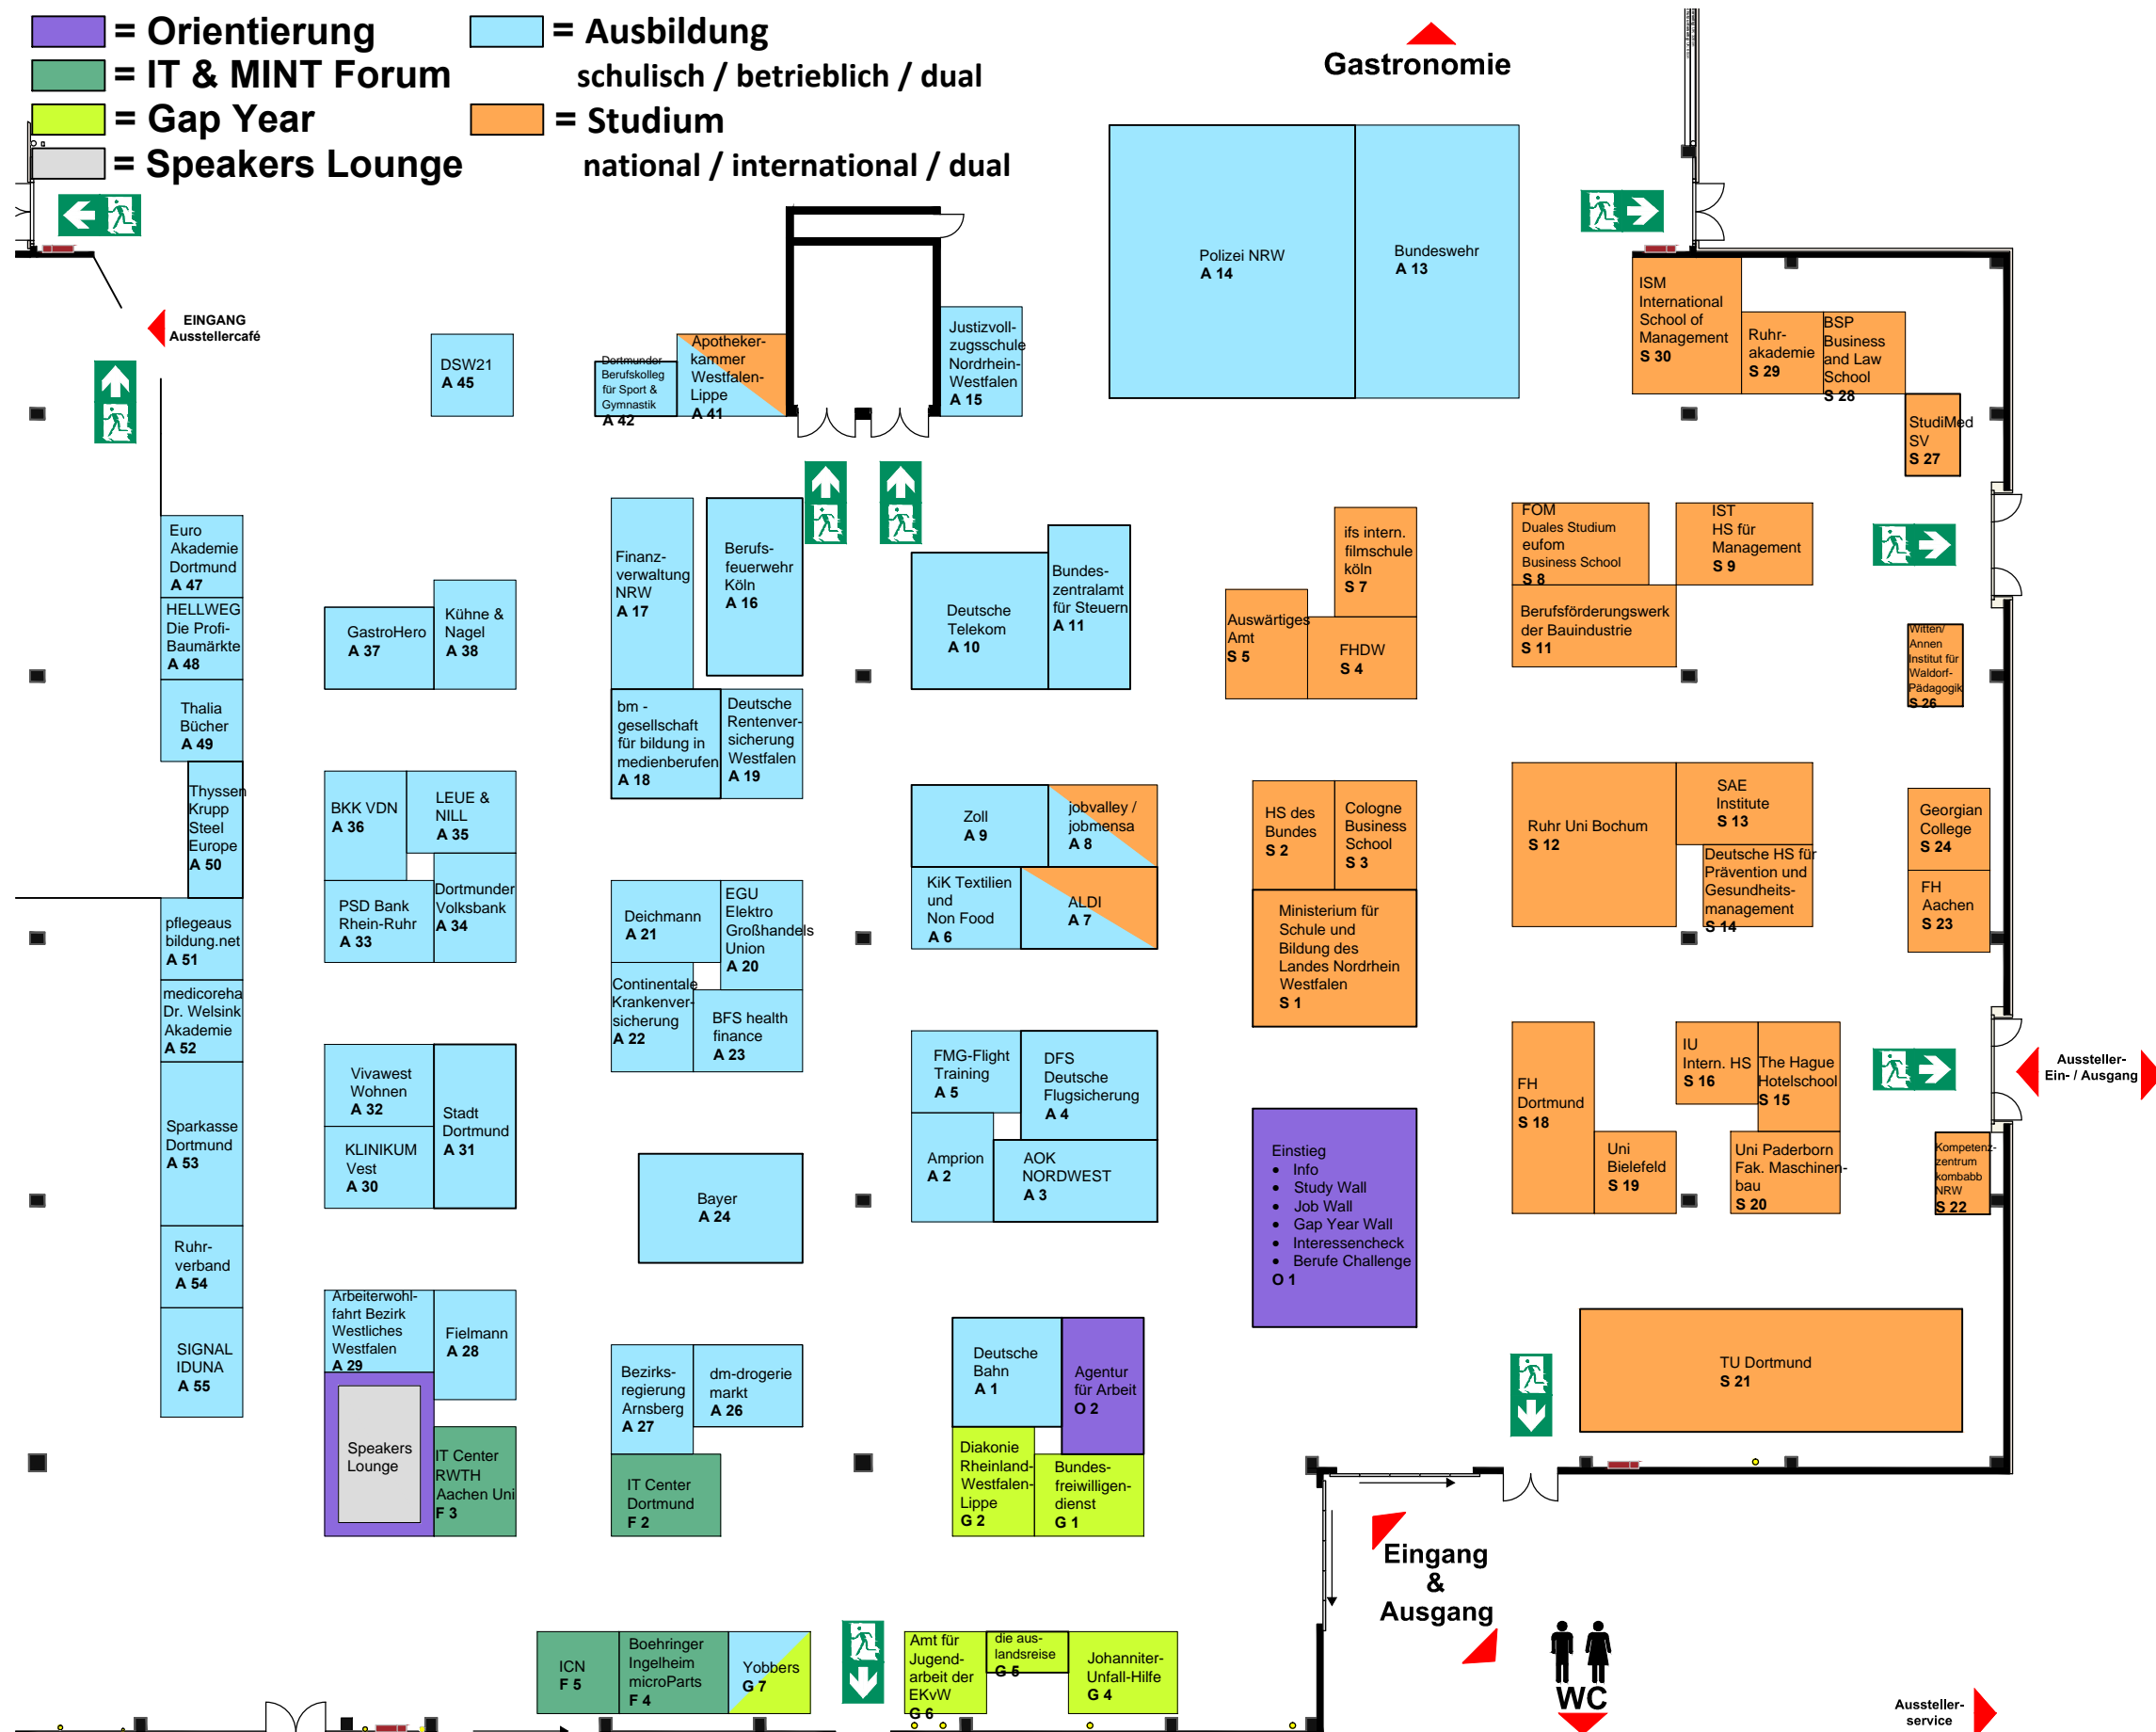 = Orientierung
= IT & MINT Forum
= Gap Year
= Speakers Lounge
= Ausbildung
schulisch / betrieblich / dual
= Studium
national / international / dual
Gastronomie
EINGANG
Ausstellercafé
DSW21
A 45
Dortmunder
Berufskolleg
für Sport &
Gymnastik
A 42
Apotheker-
kammer
Westfalen-
Lippe
A 41
Justizvoll-
zugsschule
Nordrhein-
Westfalen
A 15
Polizei NRW
A 14
Bundeswehr
A 13
ISM
International
School of
Management
S 30
Ruhr-
akademie
S 29
BSP
Business
and Law
School
S 28
StudiMed
SV
S 27
Euro
Akademie
Dortmund
A 47
HELLWEG
Die Profi-
Baumärkte
A 48
Thalia
Bücher
A 49
Thyssen
Krupp
Steel
Europe
A 50
pflegeaus
bildung.net
A 51
medicoreha
Dr. Welsink
Akademie
A 52
Sparkasse
Dortmund
A 53
Ruhr-
verband
A 54
SIGNAL
IDUNA
A 55
GastroHero
A 37
Kühne &
Nagel
A 38
BKK VDN
A 36
LEUE &
NILL
A 35
PSD Bank
Rhein-Ruhr
A 33
Dortmunder
Volksbank
A 34
Vivawest
Wohnen
A 32
KLINIKUM
Vest
A 30
Stadt
Dortmund
A 31
Arbeiterwohl-
fahrt Bezirk
Westliches
Westfalen
A 29
Fielmann
A 28
Speakers
Lounge
IT Center
RWTH
Aachen Uni
F 3
Finanz-
verwaltung
NRW
A 17
Berufs-
feuerwehr
Köln
A 16
bm -
gesellschaft
für bildung in
medienberufen
A 18
Deutsche
Rentenver-
sicherung
Westfalen
A 19
Deichmann
A 21
EGU
Elektro
Großhandels
Union
A 20
Continentale
Krankenver-
sicherung
A 22
BFS health
finance
A 23
Bayer
A 24
Bezirks-
regierung
Arnsberg
A 27
dm-drogerie
markt
A 26
IT Center
Dortmund
F 2
ICN
F 5
Boehringer
Ingelheim
microParts
F 4
Yobbers
G 7
Deutsche
Telekom
A 10
Bundes-
zentralamt
für Steuern
A 11
Zoll
A 9
jobvalley /
jobmensa
A 8
KiK Textilien
und
Non Food
A 6
ALDI
A 7
FMG-Flight
Training
A 5
DFS
Deutsche
Flugsicherung
A 4
Amprion
A 2
AOK
NORDWEST
A 3
Deutsche
Bahn
A 1
Agentur
für Arbeit
O 2
Diakonie
Rheinland-
Westfalen-
Lippe
G 2
Bundes-
freiwilligen-
dienst
G 1
Amt für
Jugend-
arbeit der
EKvW
G 6
die aus-
landsreise
G 5
Johanniter-
Unfall-Hilfe
G 4
ifs intern.
filmschule
köln
S 7
Auswärtiges
Amt
S 5
FHDW
S 4
HS des
Bundes
S 2
Cologne
Business
School
S 3
Ministerium für
Schule und
Bildung des
Landes Nordrhein
Westfalen
S 1
Einstieg
• Info
• Study Wall
• Job Wall
• Gap Year Wall
• Interessencheck
• Berufe Challenge
O 1
FOM
Duales Studium
eufom
Business School
S 8
IST
HS für
Management
S 9
Berufsförderungswerk
der Bauindustrie
S 11
Witten/
Annen
Institut für
Waldorf-
Pädagogik
S 26
Ruhr Uni Bochum
S 12
SAE
Institute
S 13
Deutsche HS für
Prävention und
Gesundheits-
management
S 14
Georgian
College
S 24
FH
Aachen
S 23
FH
Dortmund
S 18
IU
Intern. HS
S 16
The Hague
Hotelschool
S 15
Uni
Bielefeld
S 19
Uni Paderborn
Fak. Maschinen-
bau
S 20
Kompetenz-
zentrum
kombabb
NRW
S 22
Aussteller-
Ein- / Ausgang
TU Dortmund
S 21
Eingang
&
Ausgang
WC
Aussteller-
service